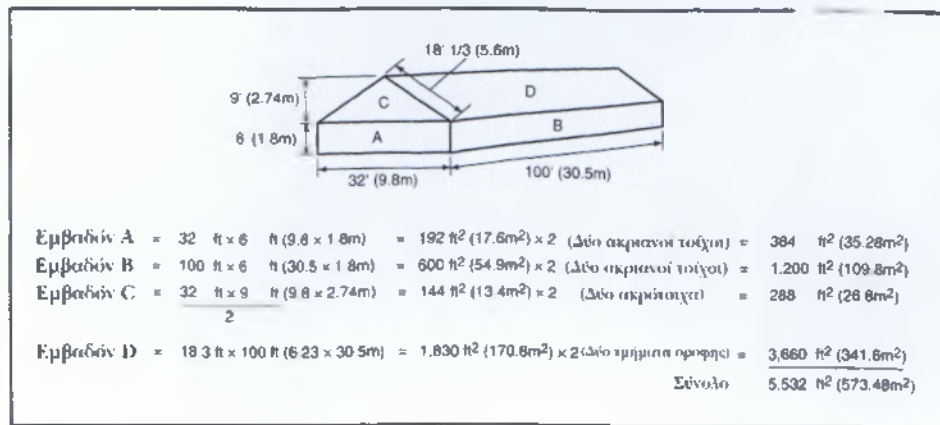 18' 1/3 (5.6m)
9' (2.74m)
C
D
6 (1 8m)
A
B
32' (9.8m)
100' (30.5m)
Εμβαδόν A = 32 ft × 6 ft (9.8 × 1 8m) = 192 ft² (17.6m²) × 2 (Δύο ακριανοί τοίχοι) = 384 ft² (35.28m²)
Εμβαδόν B = 100 ft × 6 ft (30.5 × 1 8m) = 600 ft² (54.9m²) × 2 (Δύο ακριανοί τοίχοι) = 1.200 ft² (109.8m²)
Εμβαδόν C = 32 ft × 9 ft (9.8 × 2.74m) = 144 ft² (13.4m²) × 2 (Δύο ακρότοιχα) = 288 ft² (26 8m²)
2
Εμβαδόν D = 18 3 ft × 100 ft (6 23 × 30 5m) = 1,830 ft² (170.8m²) × 2 (Δύο τμήματα οροφής) = 3,660 ft² (341.6m²)
Σύνολο 5.532 ft² (573.48m²)